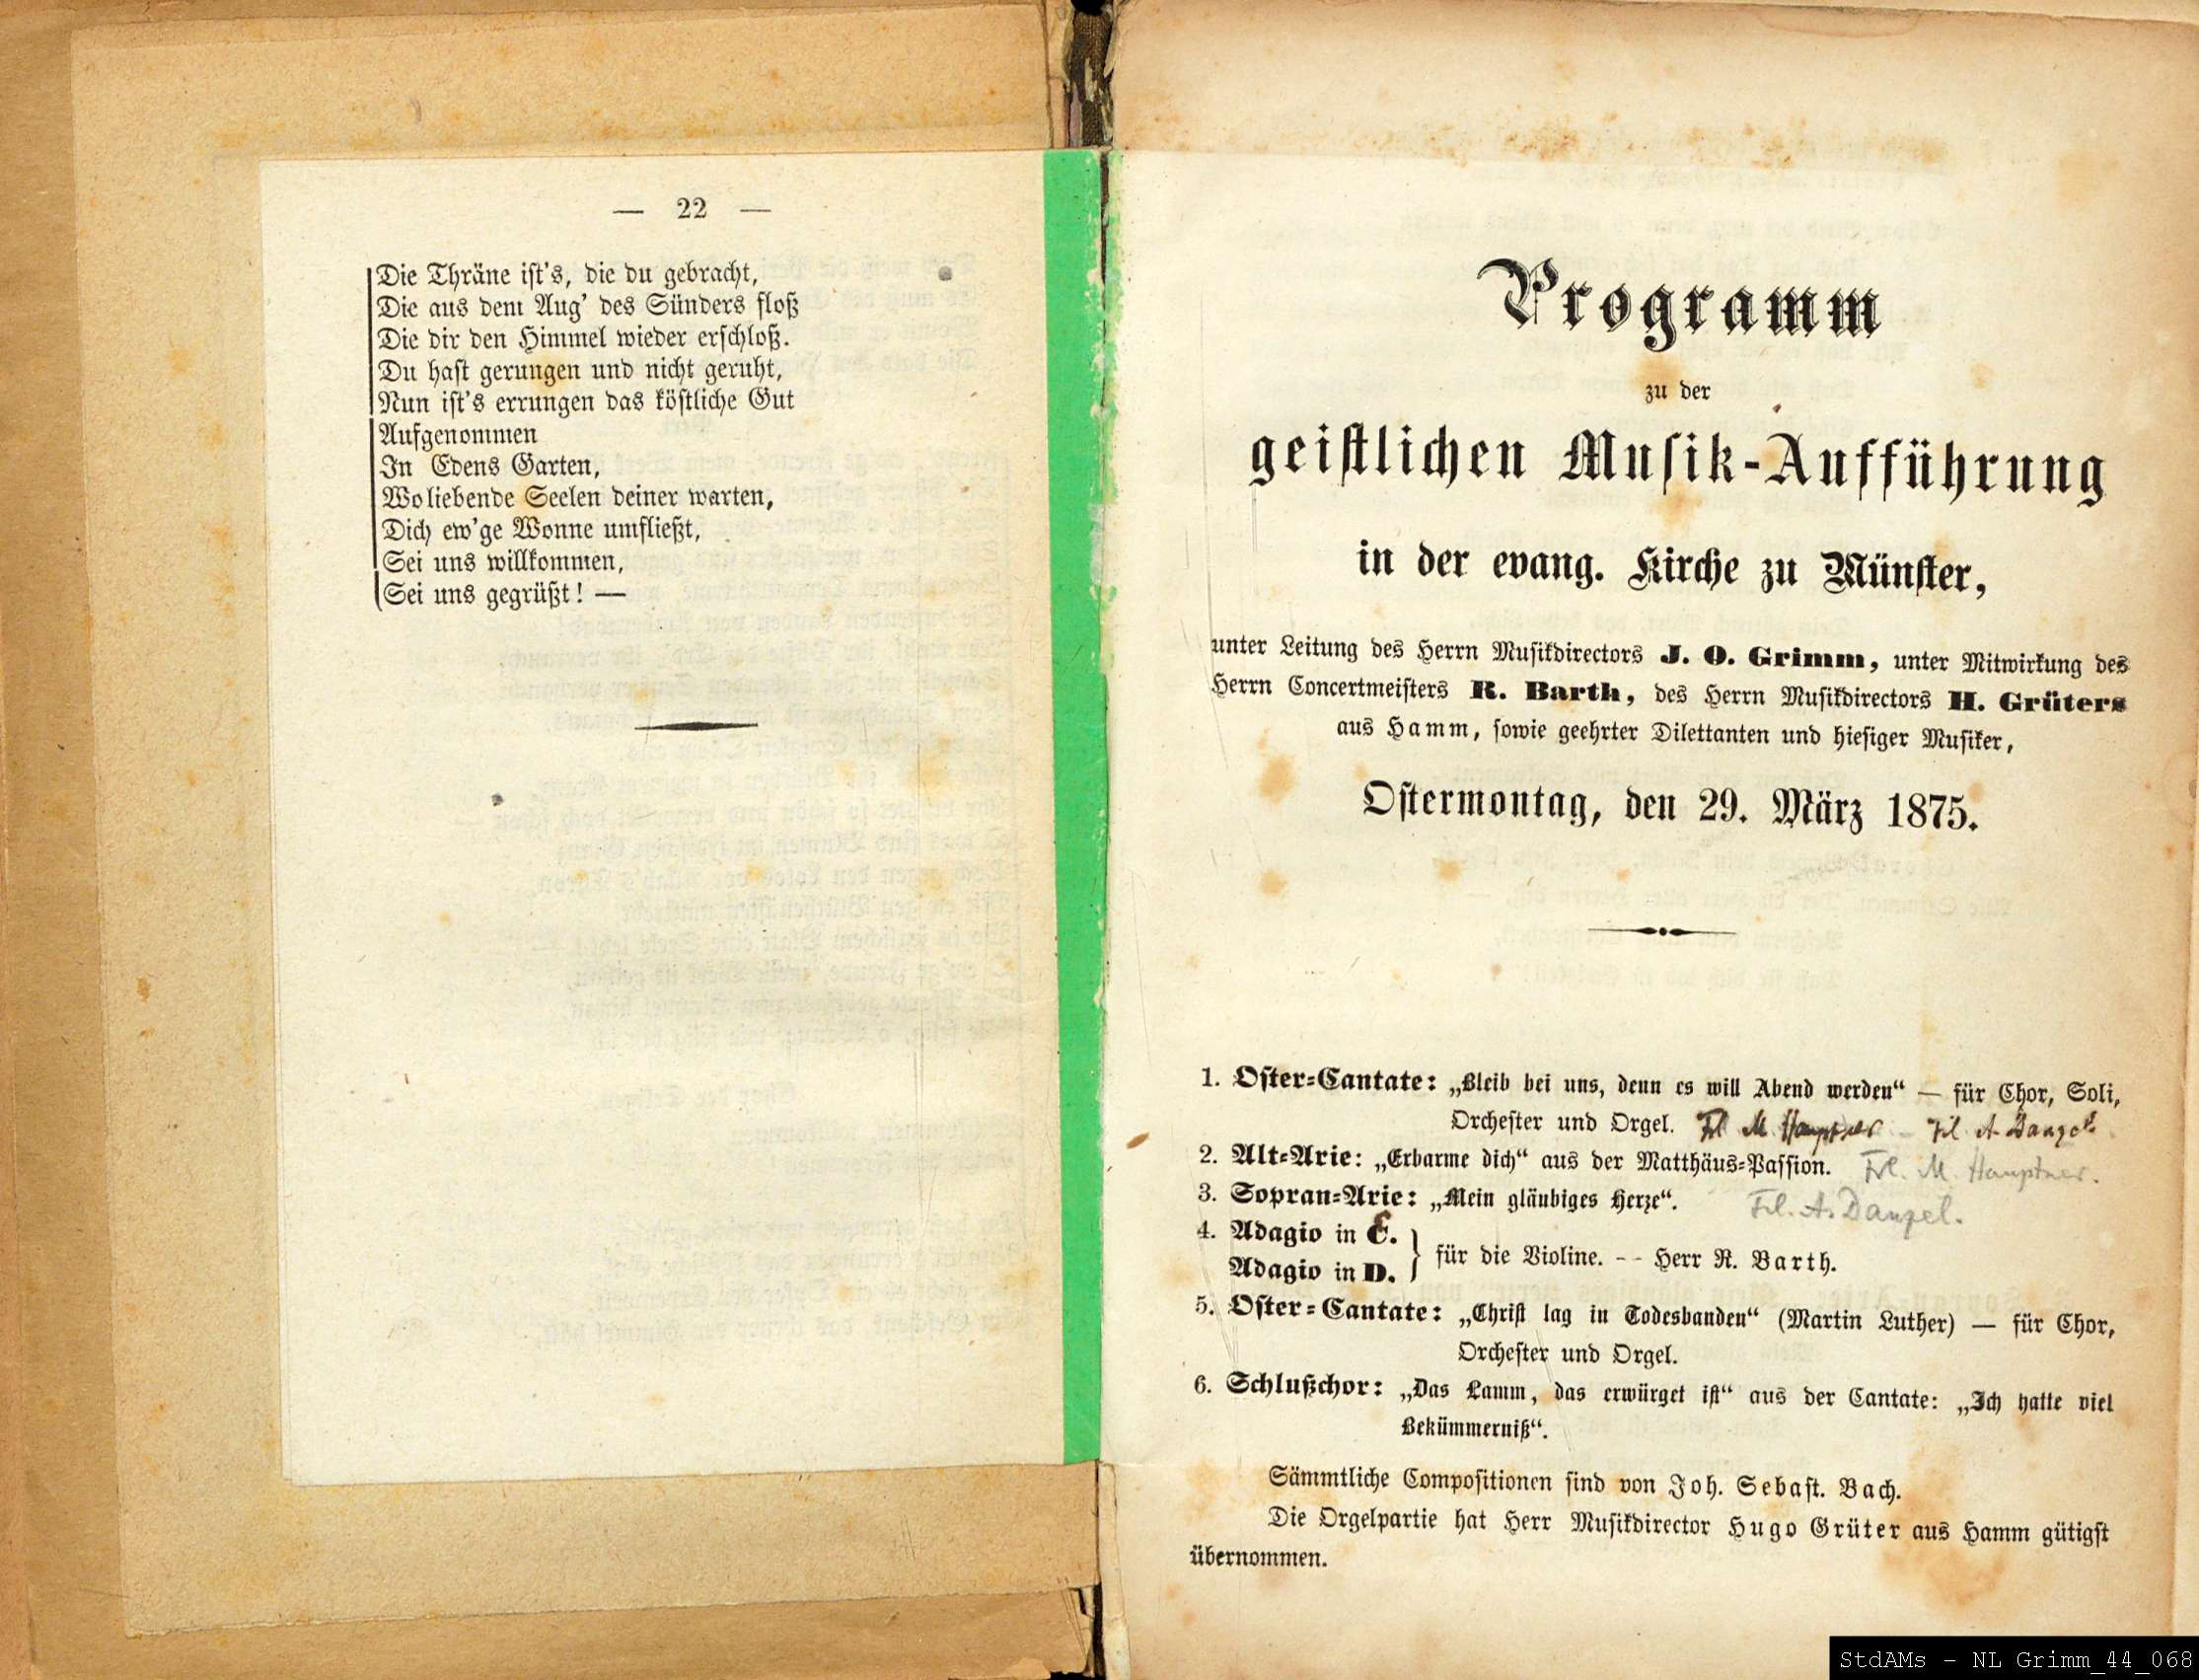 — 22 —
Die Thräne ist's, die du gebracht,
Die aus dem Aug' des Sünders floß
Die dir den Himmel wieder erschloß.
Du hast gerungen und nicht geruht,
Nun ist's errungen das köstliche Gut
Aufgenommen
In Edens Garten,
Wo liebende Seelen deiner warten,
Dich ew'ge Wonne umfließt,
Sei uns willkommen,
Sei uns gegrüßt! —
Programm
zu der
geistlichen Musik-Aufführung
in der evang. Kirche zu Münster,
unter Leitung des Herrn Musikdirectors J. O. Grimm, unter Mitwirkung des
Herrn Concertmeisters R. Barth, des Herrn Musikdirectors H. Grüters
aus Hamm, sowie geehrter Dilettanten und hiesiger Musiker,
Ostermontag, den 29. März 1875.
1. Oster-Cantate: „Bleib bei uns, denn es will Abend werden“ — für Chor, Soli,
Orchester und Orgel. Frl M Hauptner – Frl A Danzel
2. Alt-Arie: „Erbarme dich“ aus der Matthäus-Passion. Frl. M. Hauptner.
3. Sopran-Arie: „Mein gläubiges Herze“. Frl. A. Danzel.
4. Adagio in E.
Adagio in D. } für die Violine. -- Herr R. Barth.
5. Oster-Cantate: „Christ lag in Todesbanden“ (Martin Luther) — für Chor,
Orchester und Orgel.
6. Schlußchor: „Das Lamm, das erwürget ist“ aus der Cantate: „Ich hatte viel
Bekümmerniß“.
Sämmtliche Compositionen sind von Joh. Sebast. Bach.
Die Orgelpartie hat Herr Musikdirector Hugo Grüter aus Hamm gütigst
übernommen.
StdAMs - NL Grimm_44_068